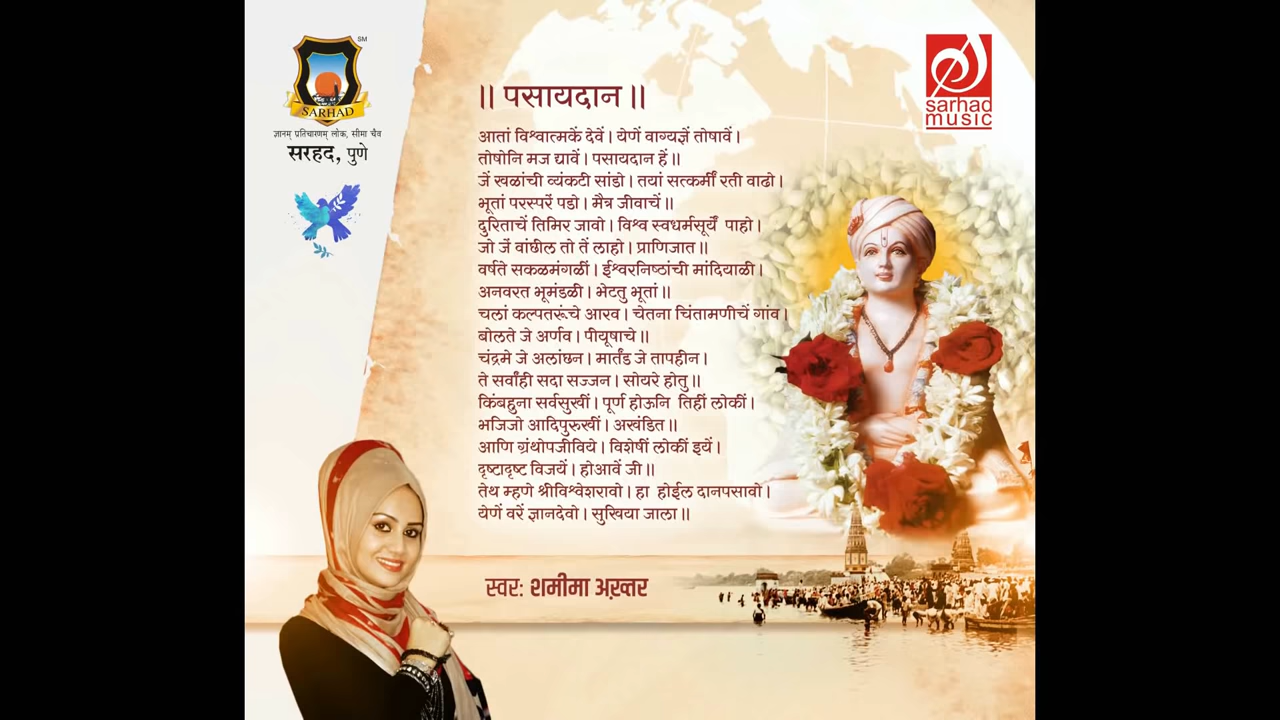 SM
SARHAD
ज्ञानम् प्रतिचारणम् लोक, सीमा चैव
सरहद, पुणे
sarhad
music
॥ पसायदान ॥
आतां विश्वात्मकें देवें। येणें वाग्यज्ञें तोषावें।
तोषोनि मज द्यावें। पसायदान हें॥
जें खळांची व्यंकटी सांडो। तयां सत्कर्मीं रती वाढो।
भूतां परस्परें पडो। मैत्र जीवाचें॥
दुरिताचें तिमिर जावो। विश्व स्वधर्मसूर्यें पाहो।
जो जें वांछील तो तें लाहो। प्राणिजात॥
वर्षते सकळमंगळीं। ईश्वरनिष्ठांची मांदियाळी।
अनवरत भूमंडळी। भेटतु भूतां॥
चलां कल्पतरूंचे आरव। चेतना चिंतामणीचें गांव।
बोलते जे अर्णव। पीयूषाचे॥
चंद्रमे जे अलांछन। मार्तंड जे तापहीन।
ते सर्वांही सदा सज्जन। सोयरे होतु॥
किंबहुना सर्वसुखीं। पूर्ण होऊनि तिहीं लोकीं।
भजिजो आदिपुरुखीं। अखंडित॥
आणि ग्रंथोपजीविये। विशेषीं लोकीं इयें।
दृष्टादृष्ट विजयें। होआवें जी॥
तेथ म्हणे श्रीविश्वेशरावो। हा होईल दानपसावो।
येणें वरें ज्ञानदेवो। सुखिया जाला॥
स्वर: शमीमा अख़्तर